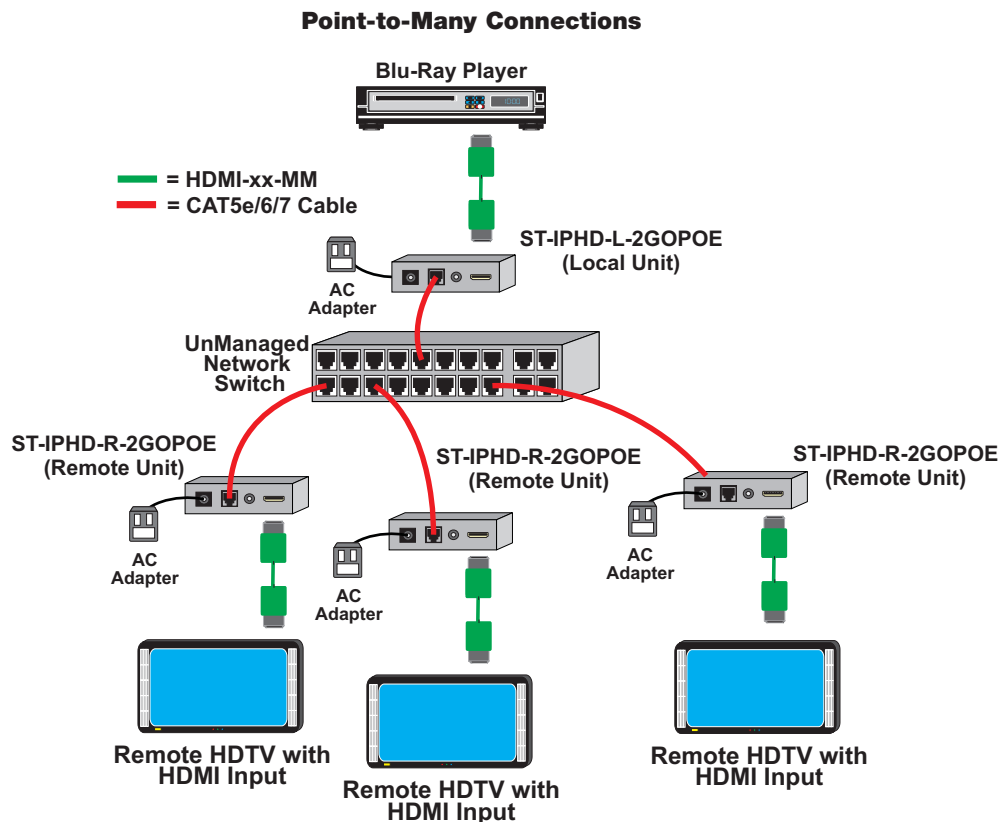 Point-to-Many Connections
Blu-Ray Player
1000
= HDMI-xx-MM
= CAT5e/6/7 Cable
ST-IPHD-L-2GOPOE
(Local Unit)
AC
Adapter
UnManaged
Network
Switch
ST-IPHD-R-2GOPOE
(Remote Unit)
AC
Adapter
ST-IPHD-R-2GOPOE
(Remote Unit)
AC
Adapter
ST-IPHD-R-2GOPOE
(Remote Unit)
AC
Adapter
Remote HDTV with
HDMI Input
Remote HDTV with
HDMI Input
Remote HDTV with
HDMI Input